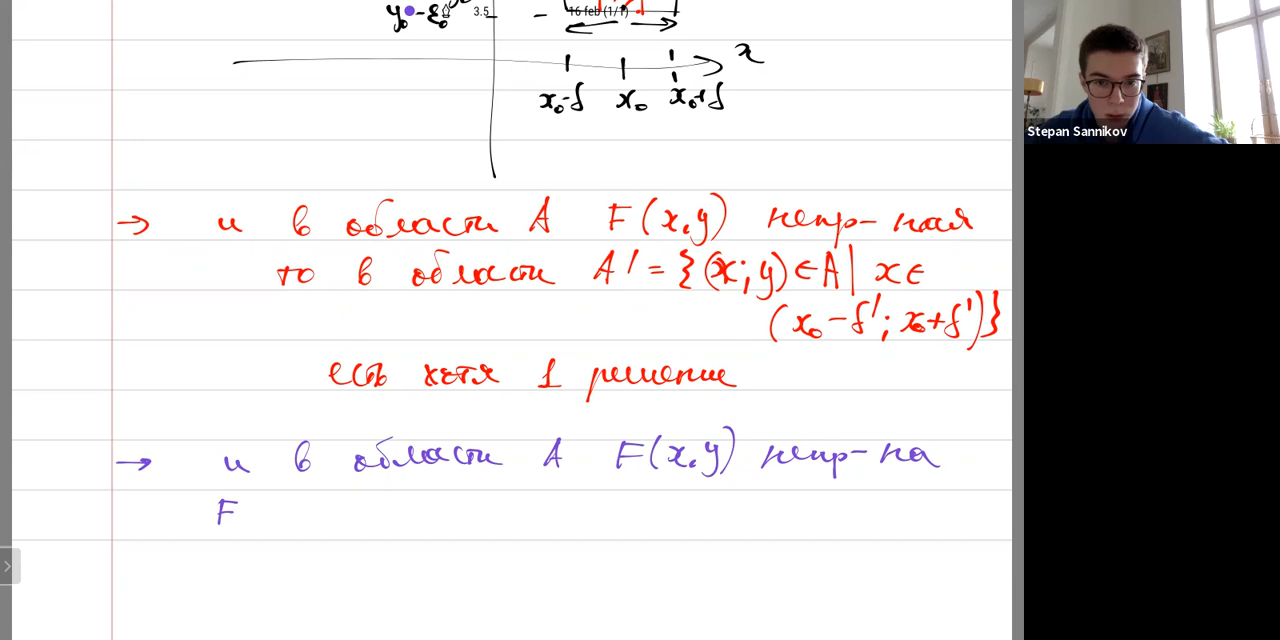 y₀-ε₀ 3.5 - 16 feb (1/1)
x
x₀-δ x₀ x₀+δ
Stepan Sannikov
→ и в области A F(x,y) непр-ная
то в области A' = {(x;y)∈A| x∈
(x₀-δ'; x₀+δ')}
есть хотя 1 решение
→ и в области A F(x,y) непр-на
F